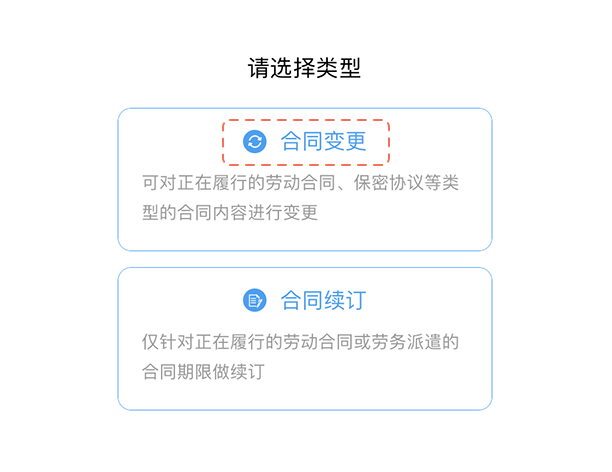 请选择类型
合同变更
可对正在履行的劳动合同、保密协议等类
型的合同内容进行变更
合同续订
仅针对正在履行的劳动合同或劳务派遣的
合同期限做续订